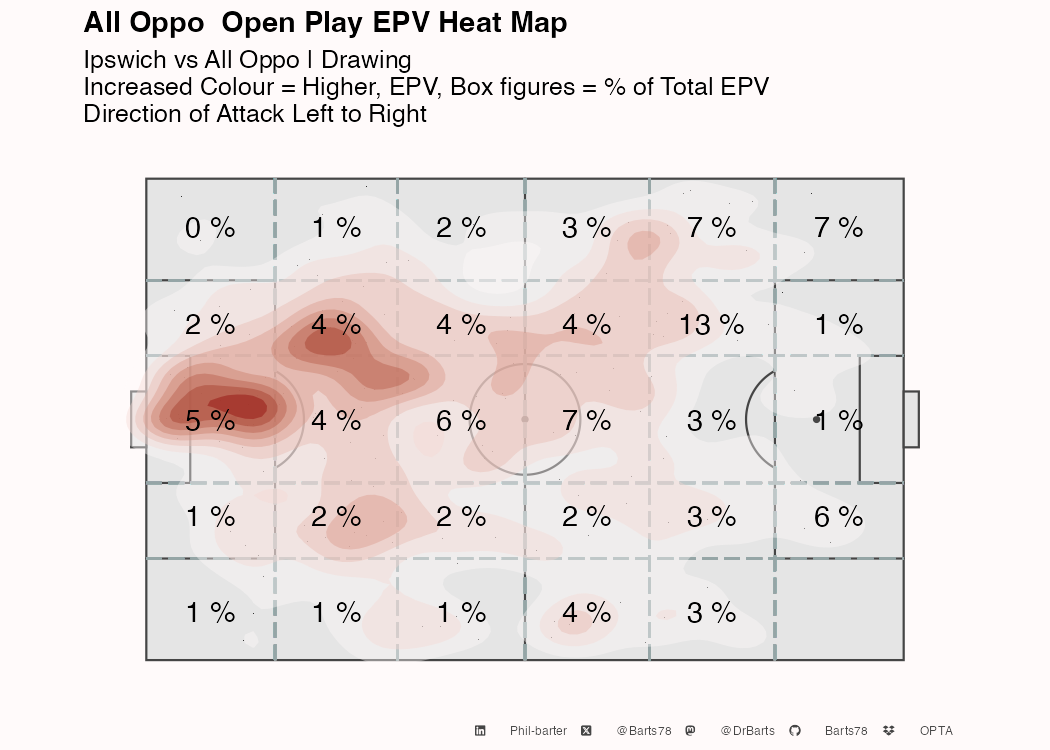 All Oppo  Open Play EPV Heat Map
Ipswich vs All Oppo | Drawing
Increased Colour = Higher, EPV, Box figures = % of Total EPV
Direction of Attack Left to Right
0 % 1 % 2 % 3 % 7 % 7 %
2 % 4 % 4 % 4 % 13 % 1 %
5 % 4 % 6 % 7 % 3 % 1 %
1 % 2 % 2 % 2 % 3 % 6 %
1 % 1 % 1 % 4 % 3 %
Phil-barter @Barts78 @DrBarts Barts78 OPTA